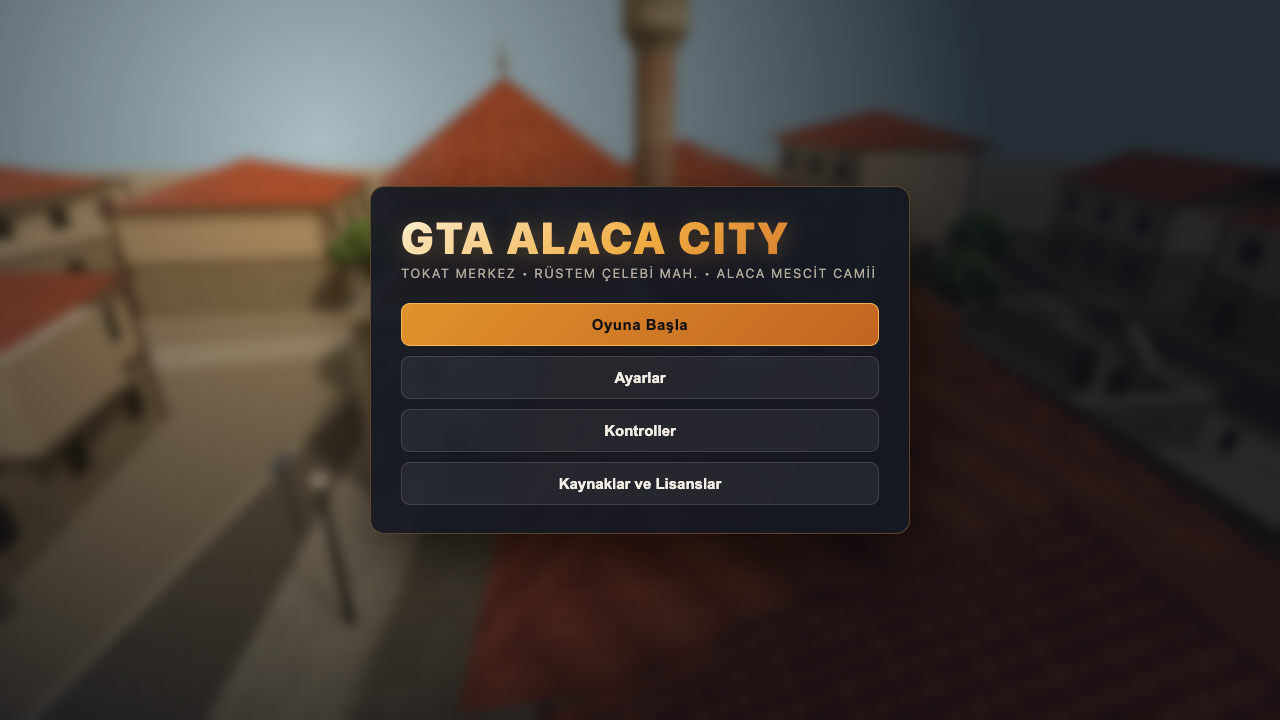 GTA ALACA CITY
TOKAT MERKEZ • RÜSTEM ÇELEBİ MAH. • ALACA MESCİT CAMİİ
Oyuna Başla
Ayarlar
Kontroller
Kaynaklar ve Lisanslar